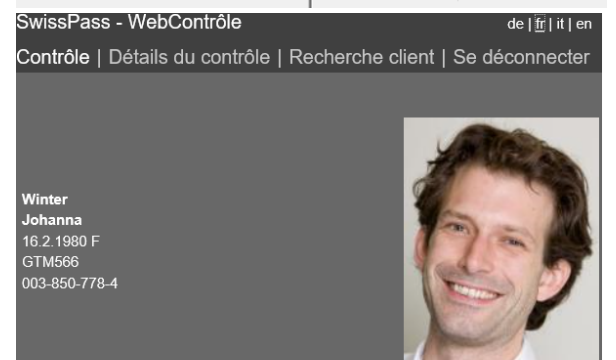 SwissPass - WebContrôle
de | fr | it | en
Contrôle | Détails du contrôle | Recherche client | Se déconnecter
Winter
Johanna
16.2.1980 F
GTM566
003-850-778-4